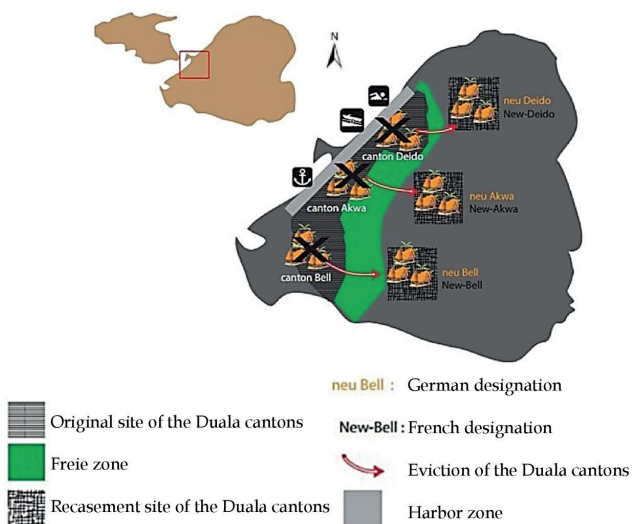 N
neu Deido
New-Deido
canton Deido
neu Akwa
New-Akwa
canton Akwa
neu Bell
New-Bell
canton Bell
neu Bell : German designation
Original site of the Duala cantons
New-Bell : French designation
Freie zone
Eviction of the Duala cantons
Recasement site of the Duala cantons
Harbor zone